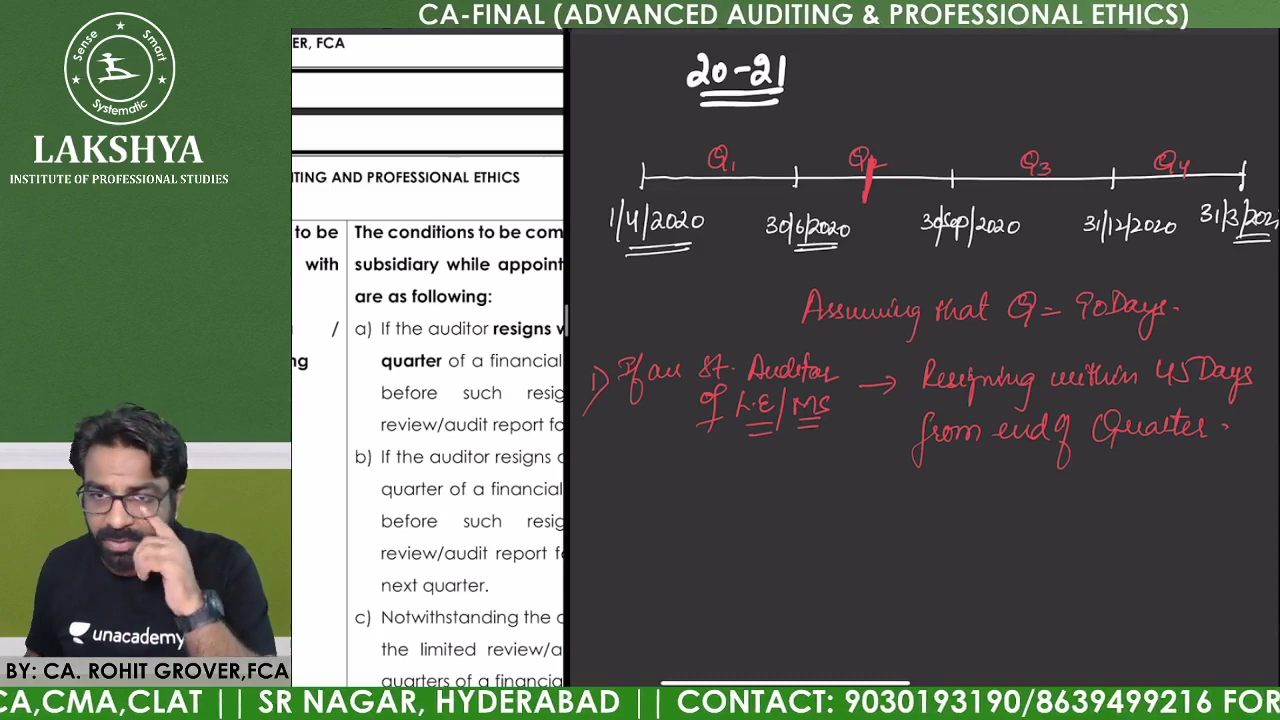 CA-FINAL (ADVANCED AUDITING & PROFESSIONAL ETHICS)
Sense
Smart
Systematic
LAKSHYA
INSTITUTE OF PROFESSIONAL STUDIES
ER, FCA
TING AND PROFESSIONAL ETHICS
to be
with
/
ng
The conditions to be com
subsidiary while appoint
are as following:
a) If the auditor resigns w
quarter of a financial
before such resig
review/audit report fo
b) If the auditor resigns
quarter of a financial
before such resig
review/audit report fo
next quarter.
c) Notwithstanding the
the limited review/a
quarters of a financia
20-21
Q1 Q2 Q3 Q4
1/4/2020 30/6/2020 30/Sep/2020 31/12/2020 31/3/2021
Assuming that Q = 90 Days.
1) If an St. Auditor → Resigning within 45 Days
of L.E/MS from end of Quarter.
unacademy
BY: CA. ROHIT GROVER,FCA
CA,CMA,CLAT || SR NAGAR, HYDERABAD || CONTACT: 9030193190/8639499216 FOR